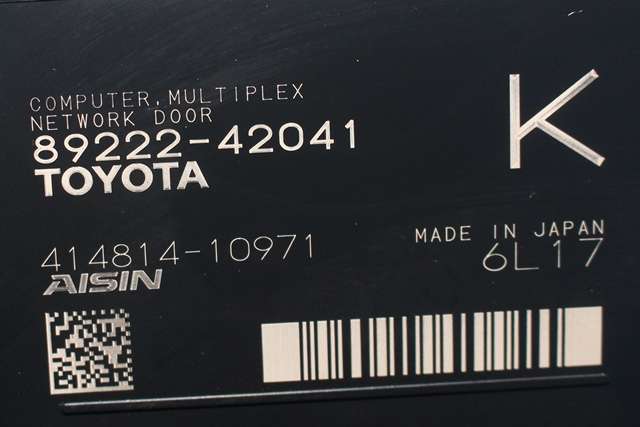 COMPUTER, MULTIPLEX
NETWORK DOOR
89222-42041
TOYOTA
K
414814-10971
AISIN
MADE IN JAPAN
6L17